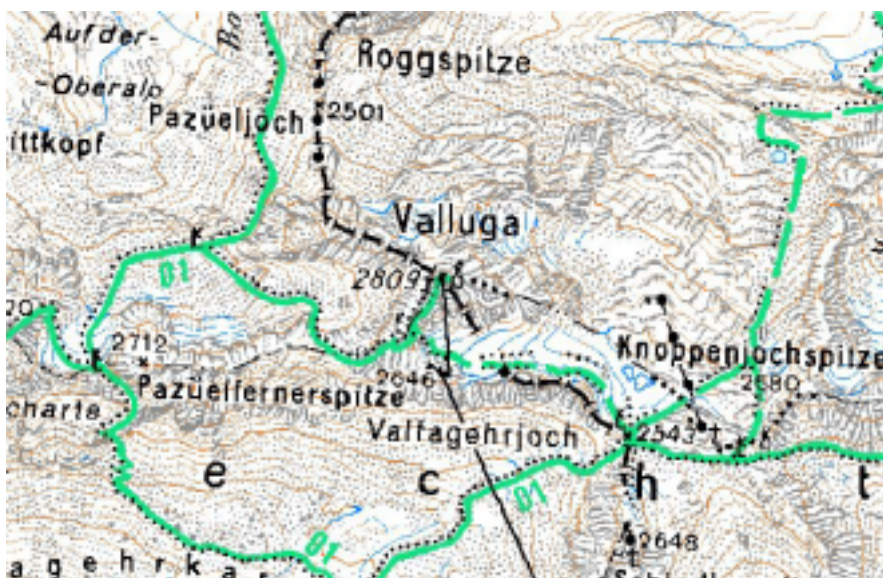 Aufder-
-Oberalp
Roggspitze
Pazüeljoch
2501
ittkopf
Valluga
2809
01
2712
Knoppenjochspitze
2646
2580
Pazüelfernerspitze
charte
Valfagehrjoch
2543
e c h t
01
01
2648
agehrka